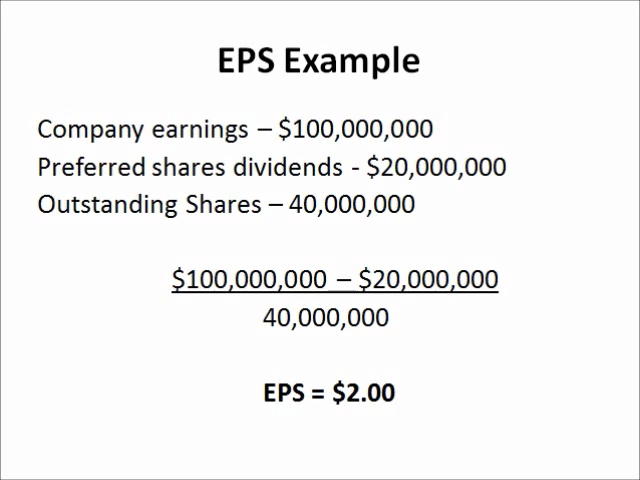 EPS Example
Company earnings – $100,000,000
Preferred shares dividends - $20,000,000
Outstanding Shares – 40,000,000
$100,000,000 – $20,000,000
40,000,000
EPS = $2.00